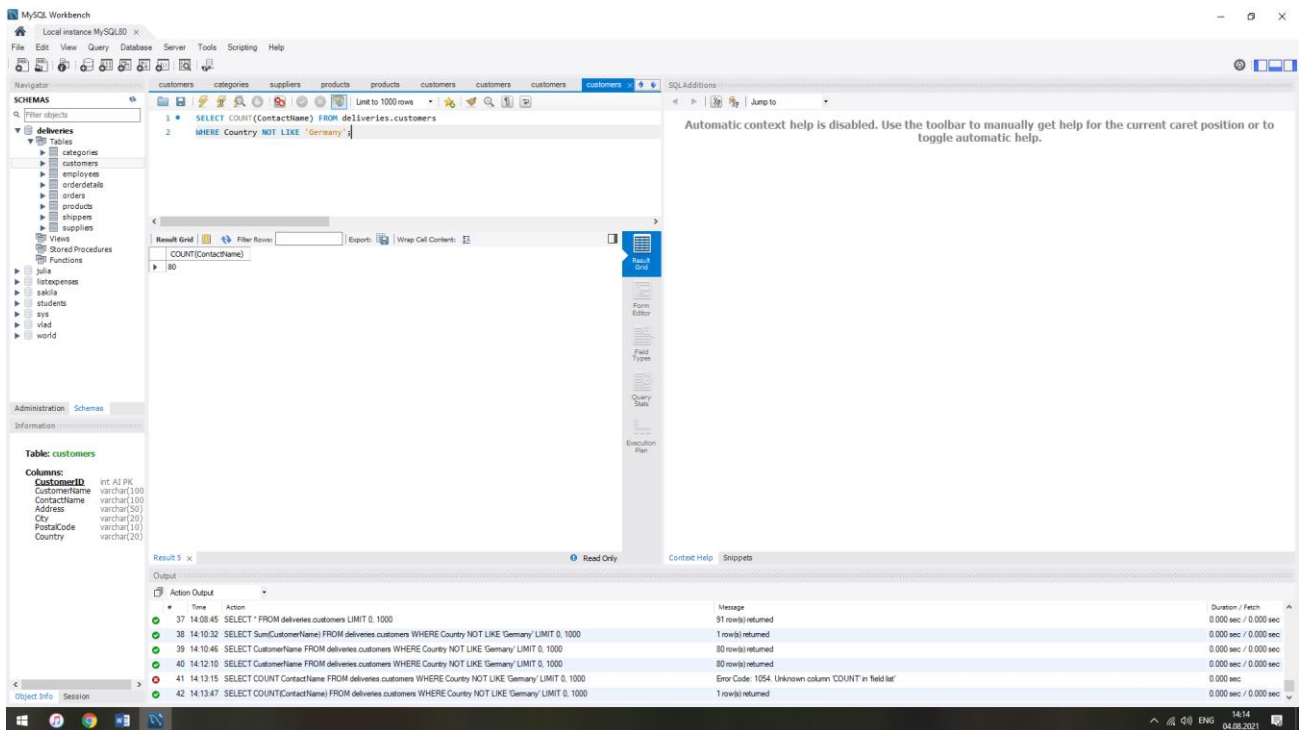 MySQL Workbench
Local instance MySQL80 ×
File Edit View Query Database Server Tools Scripting Help
Navigator
SCHEMAS
Filter objects
deliveries
Tables
categories
customers
employees
orderdetails
orders
products
shippers
suppliers
Views
Stored Procedures
Functions
julia
listexpenses
sakila
students
sys
vlad
world
Administration Schemas
Information
Table: customers
Columns:
CustomerID int AI PK
CustomerName varchar(100
ContactName varchar(100
Address varchar(50)
City varchar(20)
PostalCode varchar(10)
Country varchar(20)
Object Info Session
customers categories suppliers products products customers customers customers customers
Limit to 1000 rows
1 SELECT COUNT(ContactName) FROM deliveries.customers
2 WHERE Country NOT LIKE 'Germany';
Result Grid Filter Rows: Export: Wrap Cell Content:
COUNT(ContactName)
80
Result Grid
Form Editor
Field Types
Query Stats
Execution Plan
Result 5 × Read Only
SQLAdditions
Jump to
Automatic context help is disabled. Use the toolbar to manually get help for the current caret position or to
toggle automatic help.
Context Help Snippets
Output
Action Output
# Time Action Message Duration / Fetch
37 14:08:45 SELECT * FROM deliveries.customers LIMIT 0, 1000 91 row(s) returned 0.000 sec / 0.000 sec
38 14:10:32 SELECT Sum(CustomerName) FROM deliveries.customers WHERE Country NOT LIKE 'Germany' LIMIT 0, 1000 1 row(s) returned 0.000 sec / 0.000 sec
39 14:10:46 SELECT CustomerName FROM deliveries.customers WHERE Country NOT LIKE 'Germany' LIMIT 0, 1000 80 row(s) returned 0.000 sec / 0.000 sec
40 14:12:10 SELECT CustomerName FROM deliveries.customers WHERE Country NOT LIKE 'Germany' LIMIT 0, 1000 80 row(s) returned 0.000 sec / 0.000 sec
41 14:13:15 SELECT COUNT ContactName FROM deliveries.customers WHERE Country NOT LIKE 'Germany' LIMIT 0, 1000 Error Code: 1054. Unknown column 'COUNT' in 'field list' 0.000 sec
42 14:13:47 SELECT COUNT(ContactName) FROM deliveries.customers WHERE Country NOT LIKE 'Germany' LIMIT 0, 1000 1 row(s) returned 0.000 sec / 0.000 sec
ENG 14:14
04.08.2021